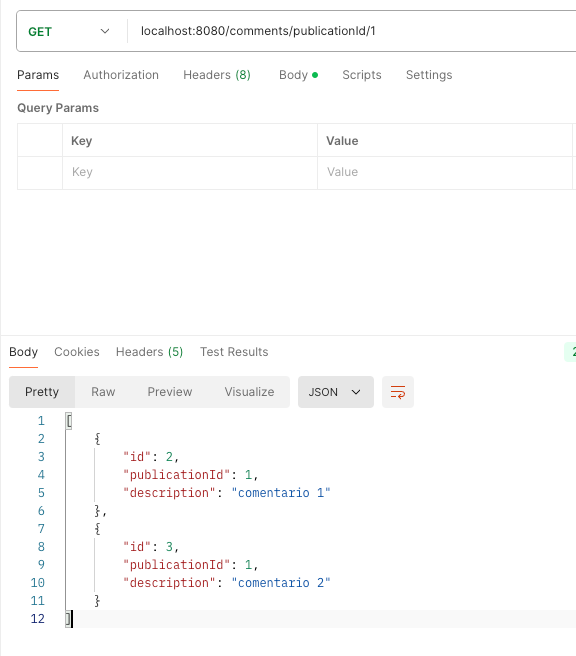 GET localhost:8080/comments/publicationId/1
Params Authorization Headers (8) Body Scripts Settings
Query Params
Key Value
Key Value
Body Cookies Headers (5) Test Results 2
Pretty Raw Preview Visualize JSON
1 [
2 {
3 "id": 2,
4 "publicationId": 1,
5 "description": "comentario 1"
6 },
7 {
8 "id": 3,
9 "publicationId": 1,
10 "description": "comentario 2"
11 }
12 ]